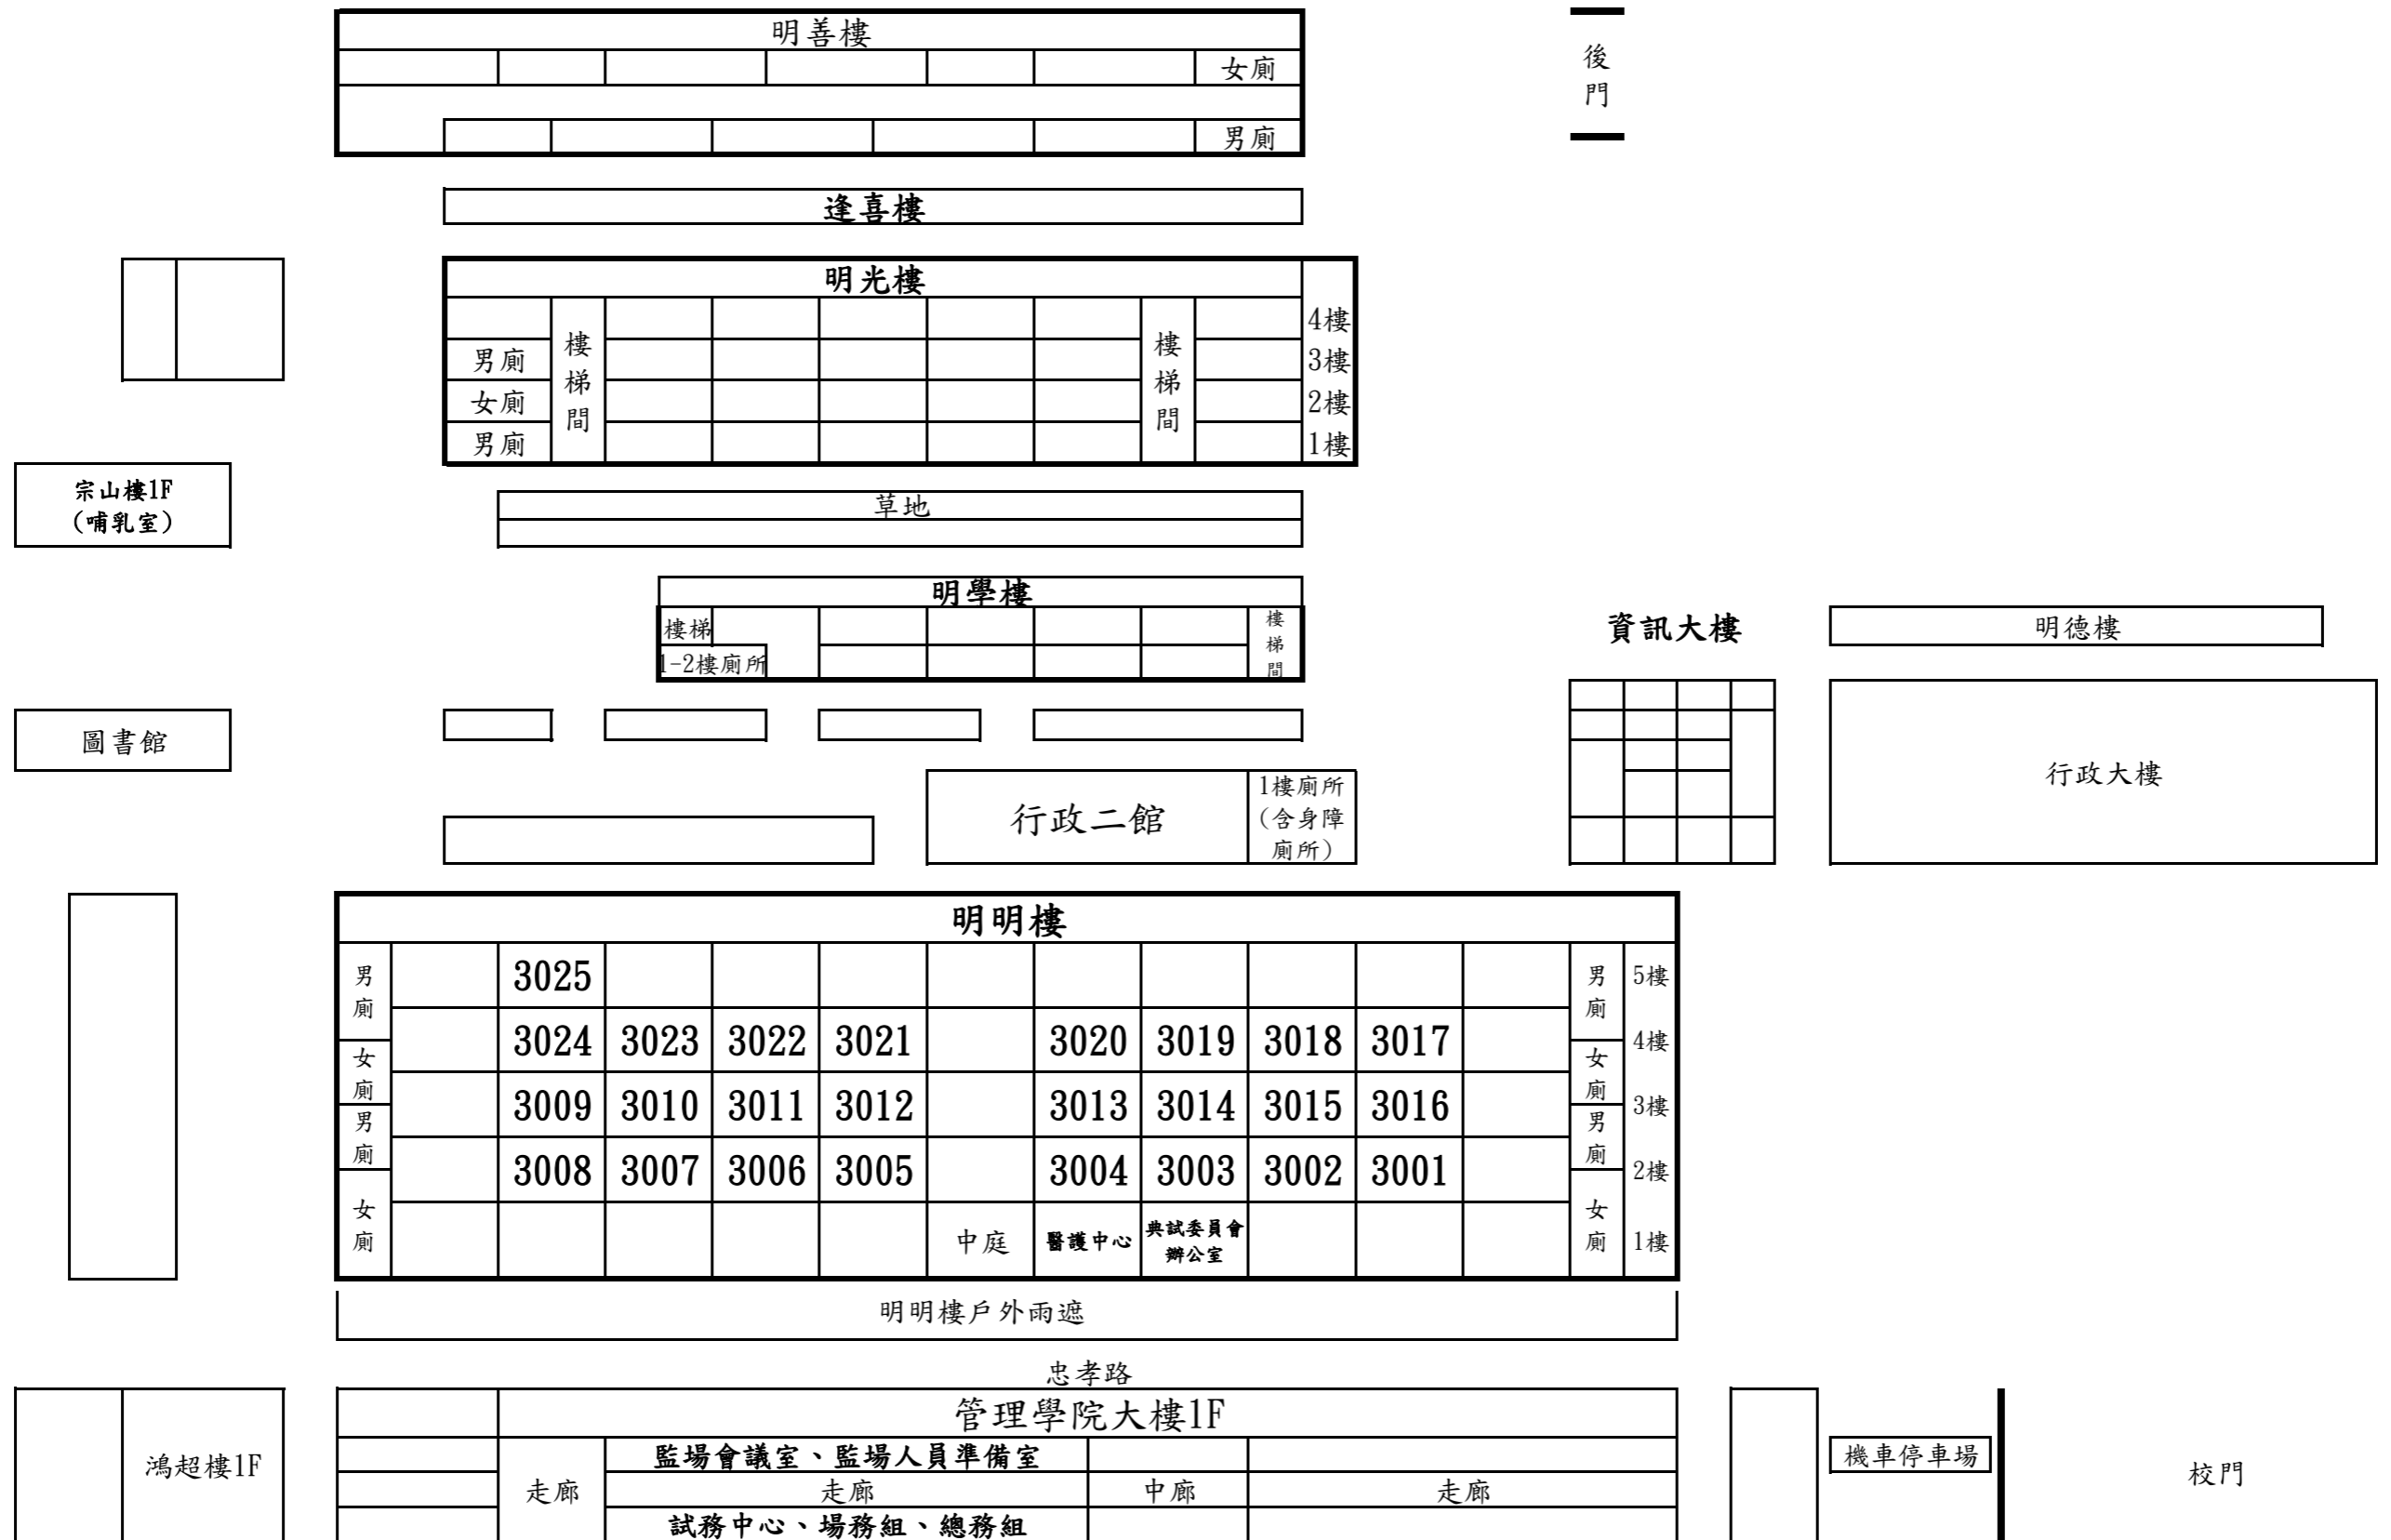 明善樓
後門
女廁
男廁
逢喜樓
明光樓
4樓
樓梯間
樓梯間
男廁
3樓
女廁
2樓
男廁
1樓
宗山樓1F
(哺乳室)
草地
明學樓
樓梯
樓梯間
1-2樓廁所
資訊大樓
明德樓
圖書館
行政二館
1樓廁所
(含身障
廁所)
行政大樓
明明樓
男廁
3025
男廁
5樓
3024 3023 3022 3021 3020 3019 3018 3017
4樓
女廁
女廁
3009 3010 3011 3012 3013 3014 3015 3016
3樓
男廁
男廁
3008 3007 3006 3005 3004 3003 3002 3001
2樓
女廁
中庭
醫護中心
典試委員會
辦公室
女廁
1樓
明明樓戶外雨遮
忠孝路
管理學院大樓1F
鴻超樓1F
監場會議室、監場人員準備室
機車停車場
校門
走廊
走廊
中廊
走廊
試務中心、場務組、總務組